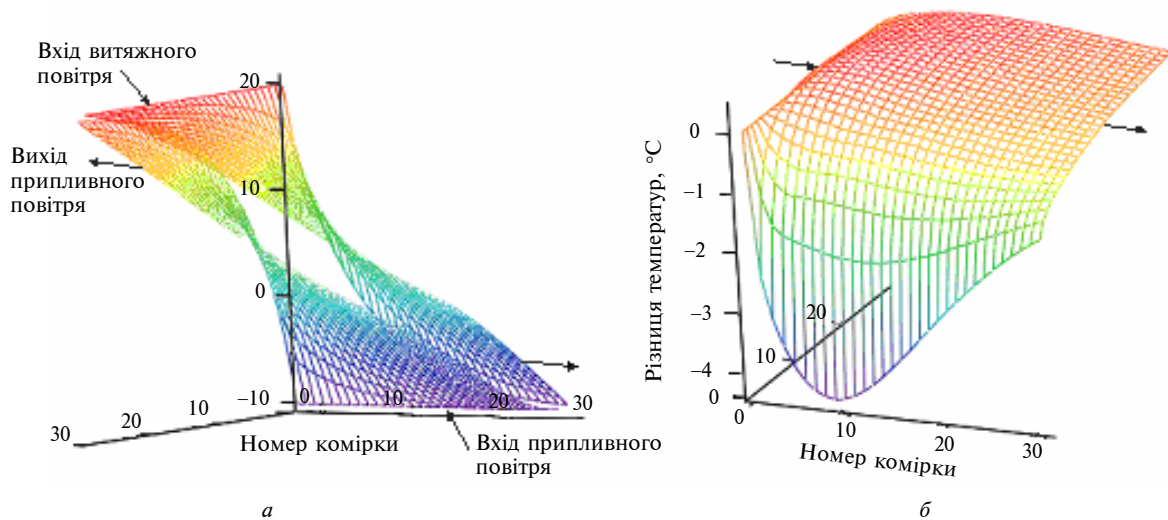 Вхід витяжного
повітря
20
Вихід
припливного
повітря
10
0
−10
0
10
20
30
30
20
10
Номер комірки
Вхід припливного
повітря
а
Різниця температур, °С
0
−1
−2
−3
−4
0
0
10
20
30
10
20
Номер комірки
б